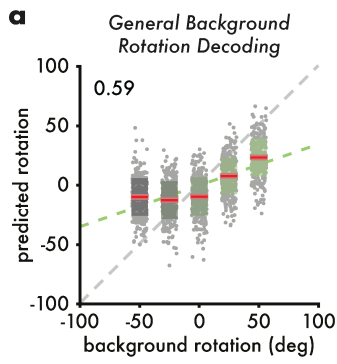 a
General Background
Rotation Decoding
100
0.59
50
0
-50
-100
predicted rotation
-100 -50 0 50 100
background rotation (deg)